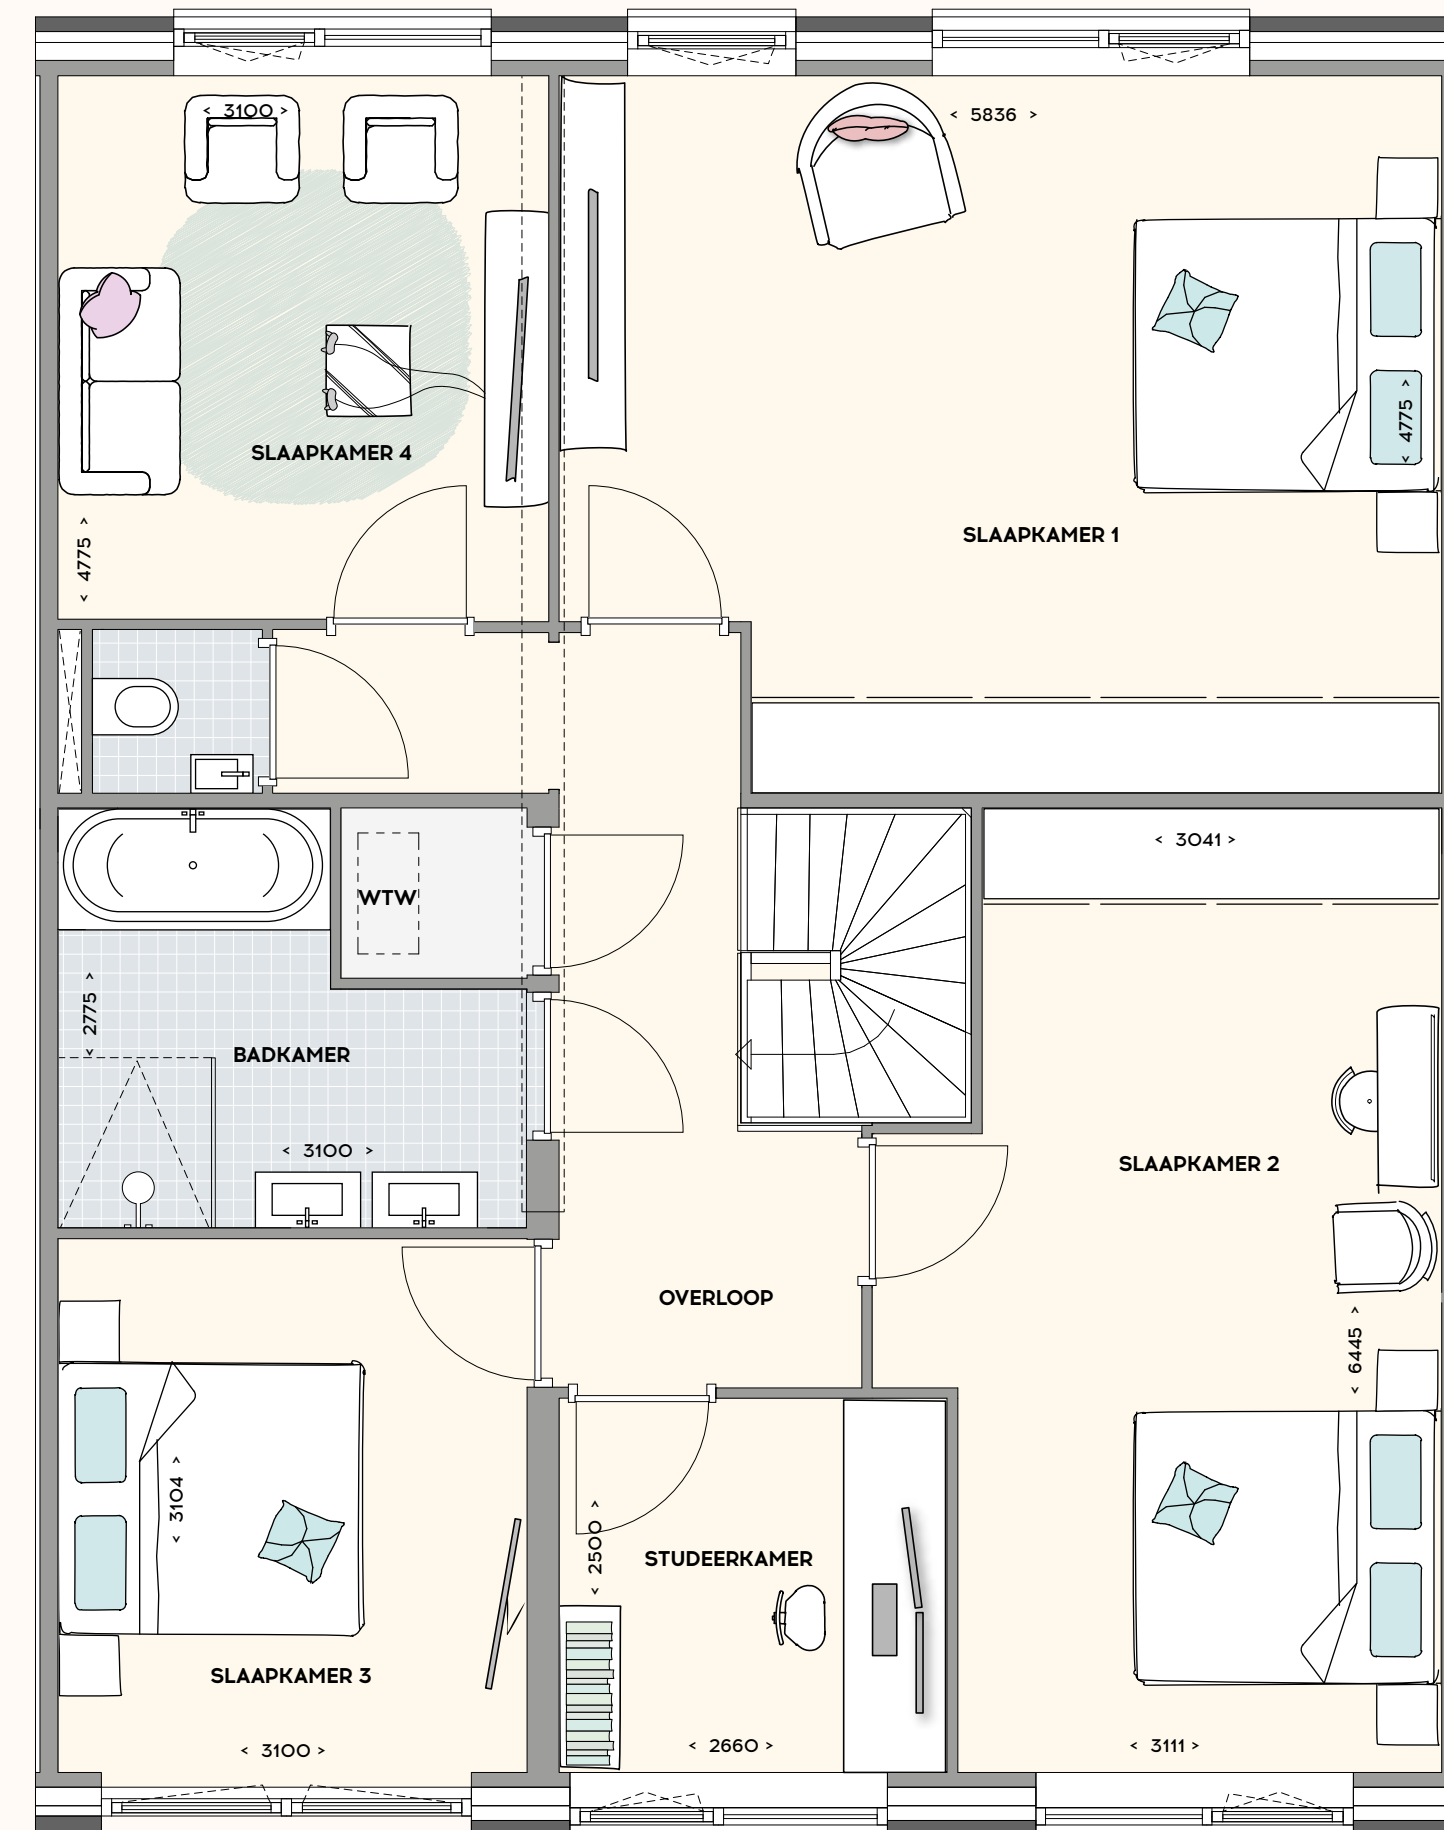 < 3100 >
< 5836 >
< 4775 >
SLAAPKAMER 4
SLAAPKAMER 1
< 4775 >
< 3041 >
WTW
< 2775 >
BADKAMER
< 3100 >
SLAAPKAMER 2
OVERLOOP
< 6445 >
< 3104 >
< 2500 >
STUDEERKAMER
SLAAPKAMER 3
< 3100 >
< 2660 >
< 3111 >